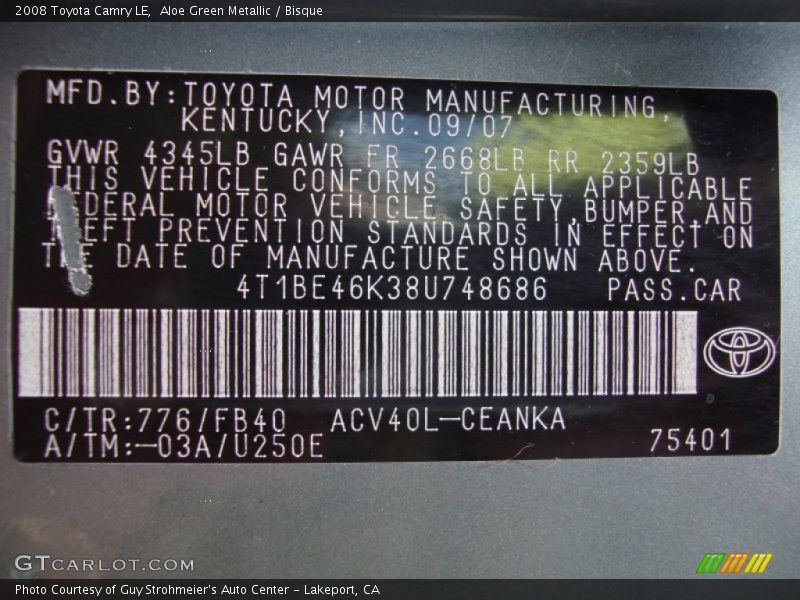 2008 Toyota Camry LE,  Aloe Green Metallic / Bisque
MFD.BY:TOYOTA MOTOR MANUFACTURING,
KENTUCKY,INC.09/07
GVWR 4345LB GAWR FR 2668LB RR 2359LB
THIS VEHICLE CONFORMS TO ALL APPLICABLE
FEDERAL MOTOR VEHICLE SAFETY,BUMPER,AND
THEFT PREVENTION STANDARDS IN EFFECT ON
THE DATE OF MANUFACTURE SHOWN ABOVE.
4T1BE46K38U748686 PASS.CAR
C/TR:776/FB40 ACV40L-CEANKA
A/TM:-03A/U250E 75401
GTCARLOT.COM
Photo Courtesy of Guy Strohmeier's Auto Center - Lakeport, CA